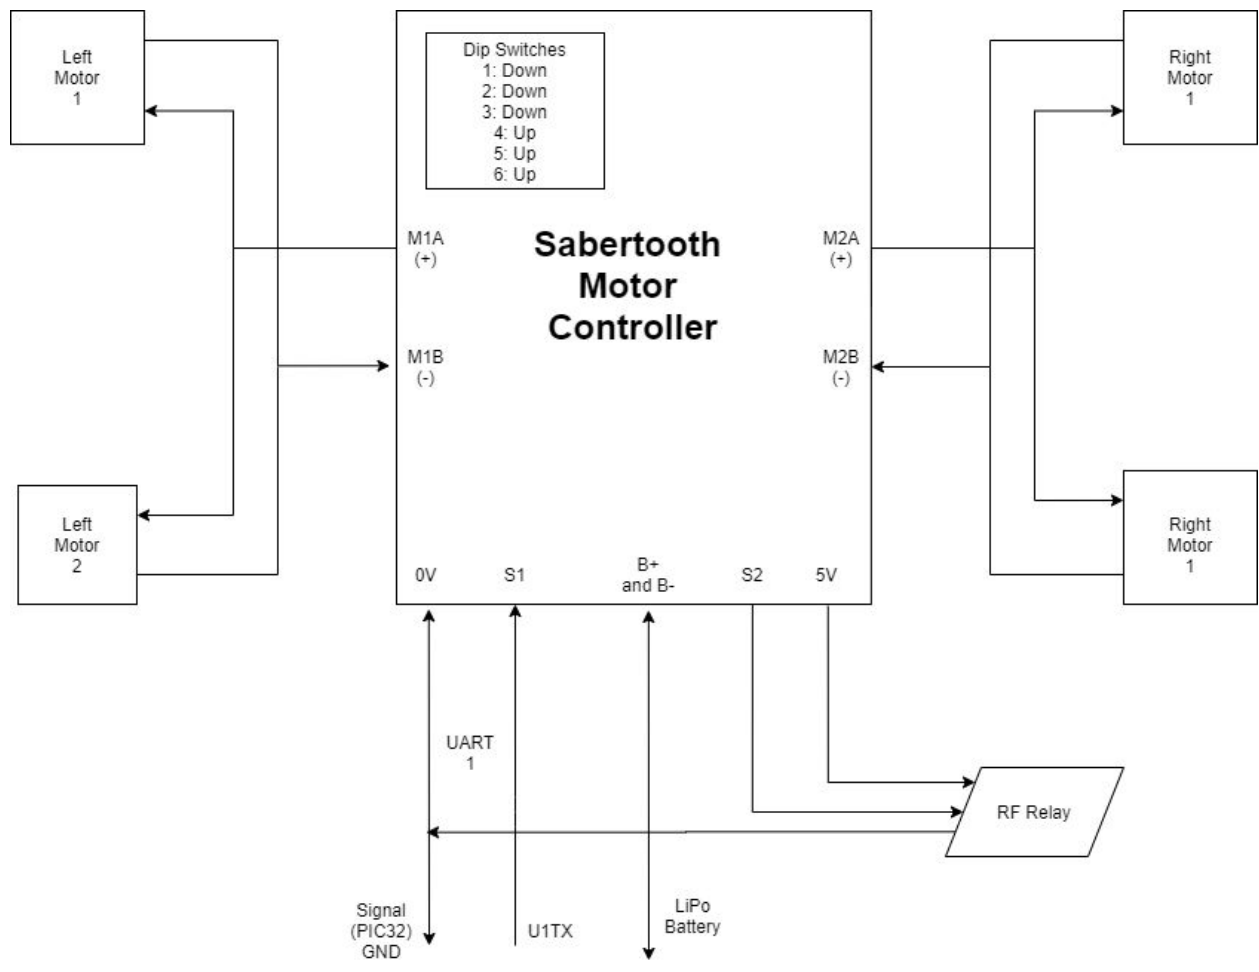 Left
Motor
1
Dip Switches
1: Down
2: Down
3: Down
4: Up
5: Up
6: Up
Right
Motor
1
M1A
(+)
Sabertooth
Motor
Controller
M2A
(+)
M1B
(-)
M2B
(-)
Left
Motor
2
Right
Motor
1
0V
S1
B+
and B-
S2
5V
UART
1
RF Relay
Signal
(PIC32)
GND
U1TX
LiPo
Battery